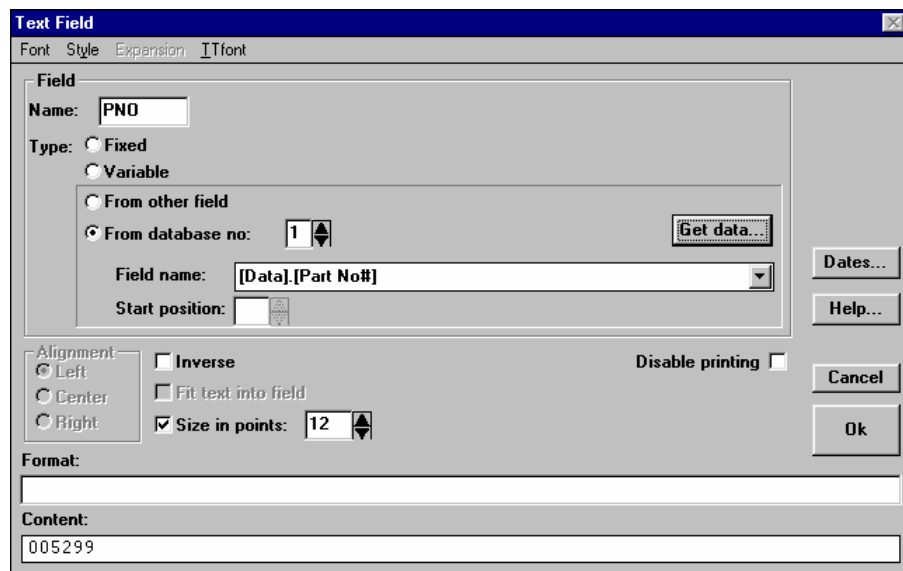 Text Field
Font Style Expansion TTfont
Field
Name: PNO
Type: Fixed
Variable
From other field
From database no: 1 Get data...
Field name: [Data].[Part No#]
Start position:
Dates...
Help...
Alignment
Left
Center
Right
Inverse
Fit text into field
Size in points: 12
Disable printing
Cancel
Ok
Format:
Content:
005299